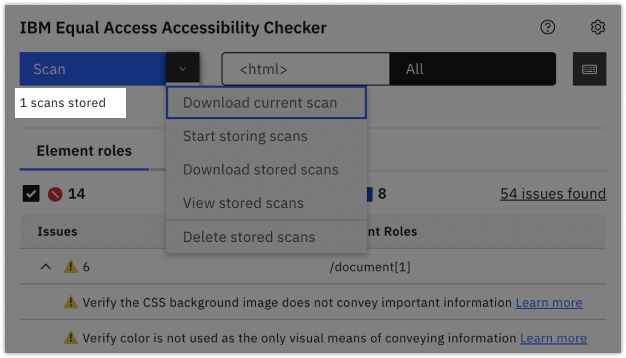 IBM Equal Access Accessibility Checker
Scan
<html>
All
1 scans stored
Download current scan
Start storing scans
Download stored scans
View stored scans
Delete stored scans
Element roles
14
8
54 issues found
Issues
nt Roles
6
/document[1]
Verify the CSS background image does not convey important information Learn more
Verify color is not used as the only visual means of conveying information Learn more